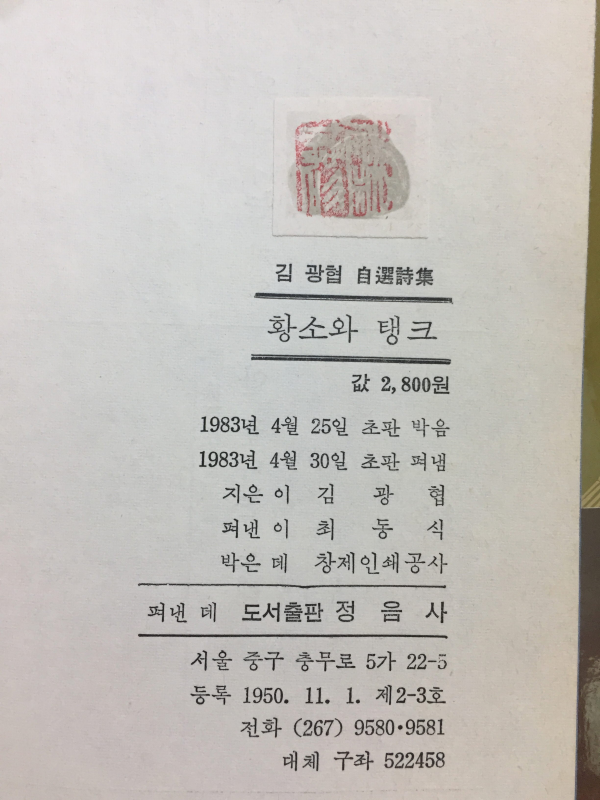 김 광협 自選詩集
황소와 탱크
값 2,800원
1983년 4월 25일 초판 박음
1983년 4월 30일 초판 펴냄
지은 이 김 광 협
펴낸 이 최 동 식
박은 데 창제인쇄공사
펴낸 데 도서출판 정 음 사
서울 중구 충무로 5가 22-5
등록 1950. 11. 1. 제2-3호
전화 (267) 9580·9581
대체 구좌 522458